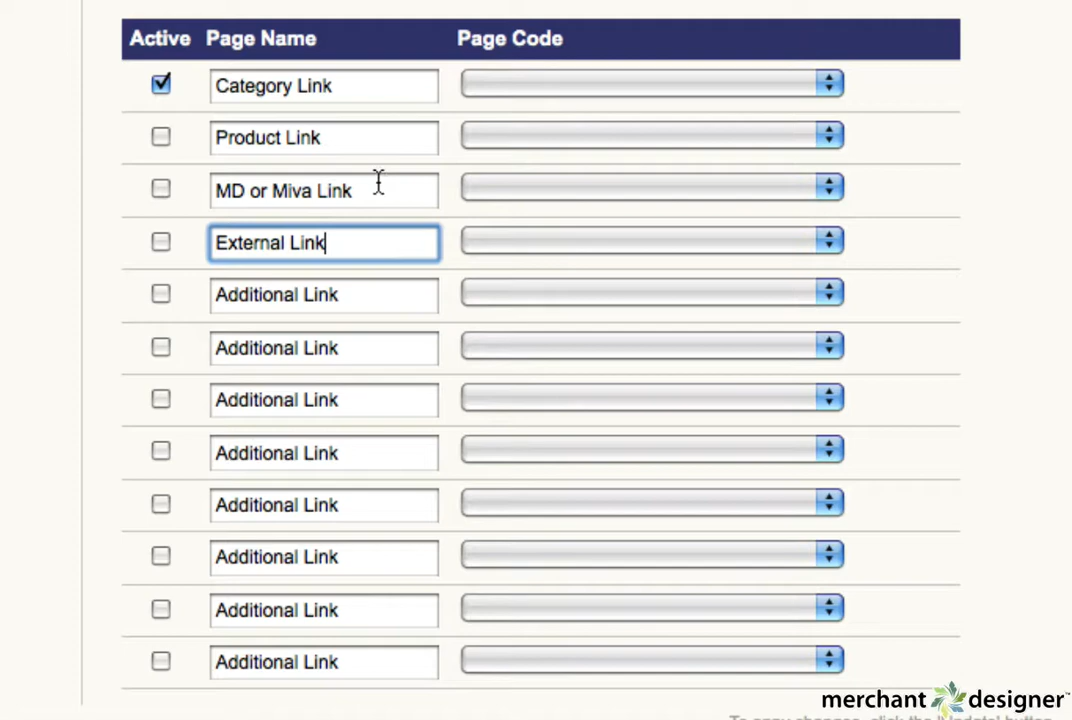 Active Page Name Page Code
Category Link
Product Link
MD or Miva Link
External Link
Additional Link
Additional Link
Additional Link
Additional Link
Additional Link
Additional Link
Additional Link
Additional Link
merchant designer™